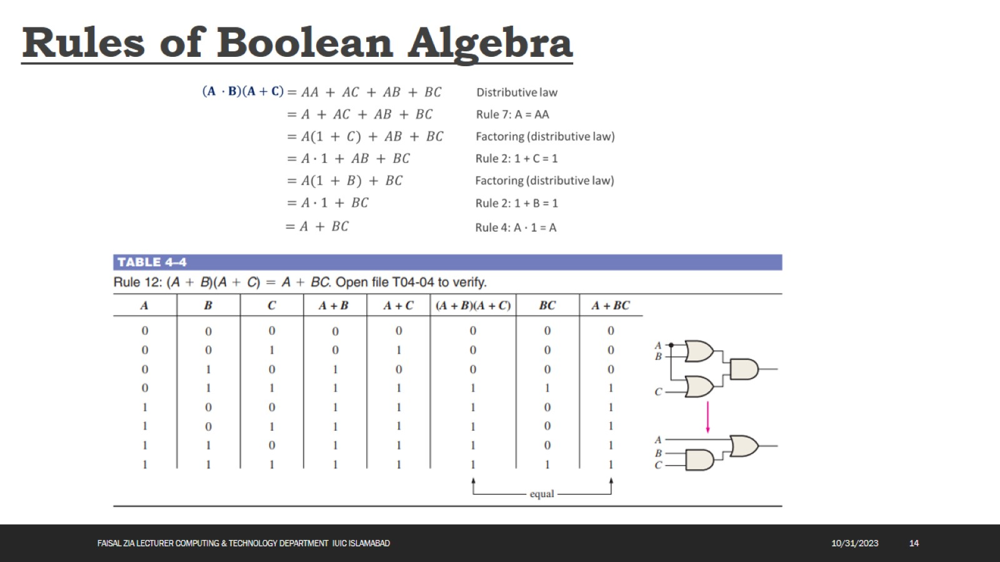 Rules of Boolean Algebra
(A · B)(A + C) = AA + AC + AB + BC Distributive law
= A + AC + AB + BC Rule 7: A = AA
= A(1 + C) + AB + BC Factoring (distributive law)
= A · 1 + AB + BC Rule 2: 1 + C = 1
= A(1 + B) + BC Factoring (distributive law)
= A · 1 + BC Rule 2: 1 + B = 1
= A + BC Rule 4: A · 1 = A
TABLE 4–4
Rule 12: (A + B)(A + C) = A + BC. Open file T04-04 to verify.
A B C A + B A + C (A + B)(A + C) BC A + BC
0 0 0 0 0 0 0 0
0 0 1 0 1 0 0 0
0 1 0 1 0 0 0 0
0 1 1 1 1 1 1 1
1 0 0 1 1 1 0 1
1 0 1 1 1 1 0 1
1 1 0 1 1 1 0 1
1 1 1 1 1 1 1 1
equal
A
B
C
A
B
C
FAISAL ZIA LECTURER COMPUTING & TECHNOLOGY DEPARTMENT IUIC ISLAMABAD 10/31/2023 14